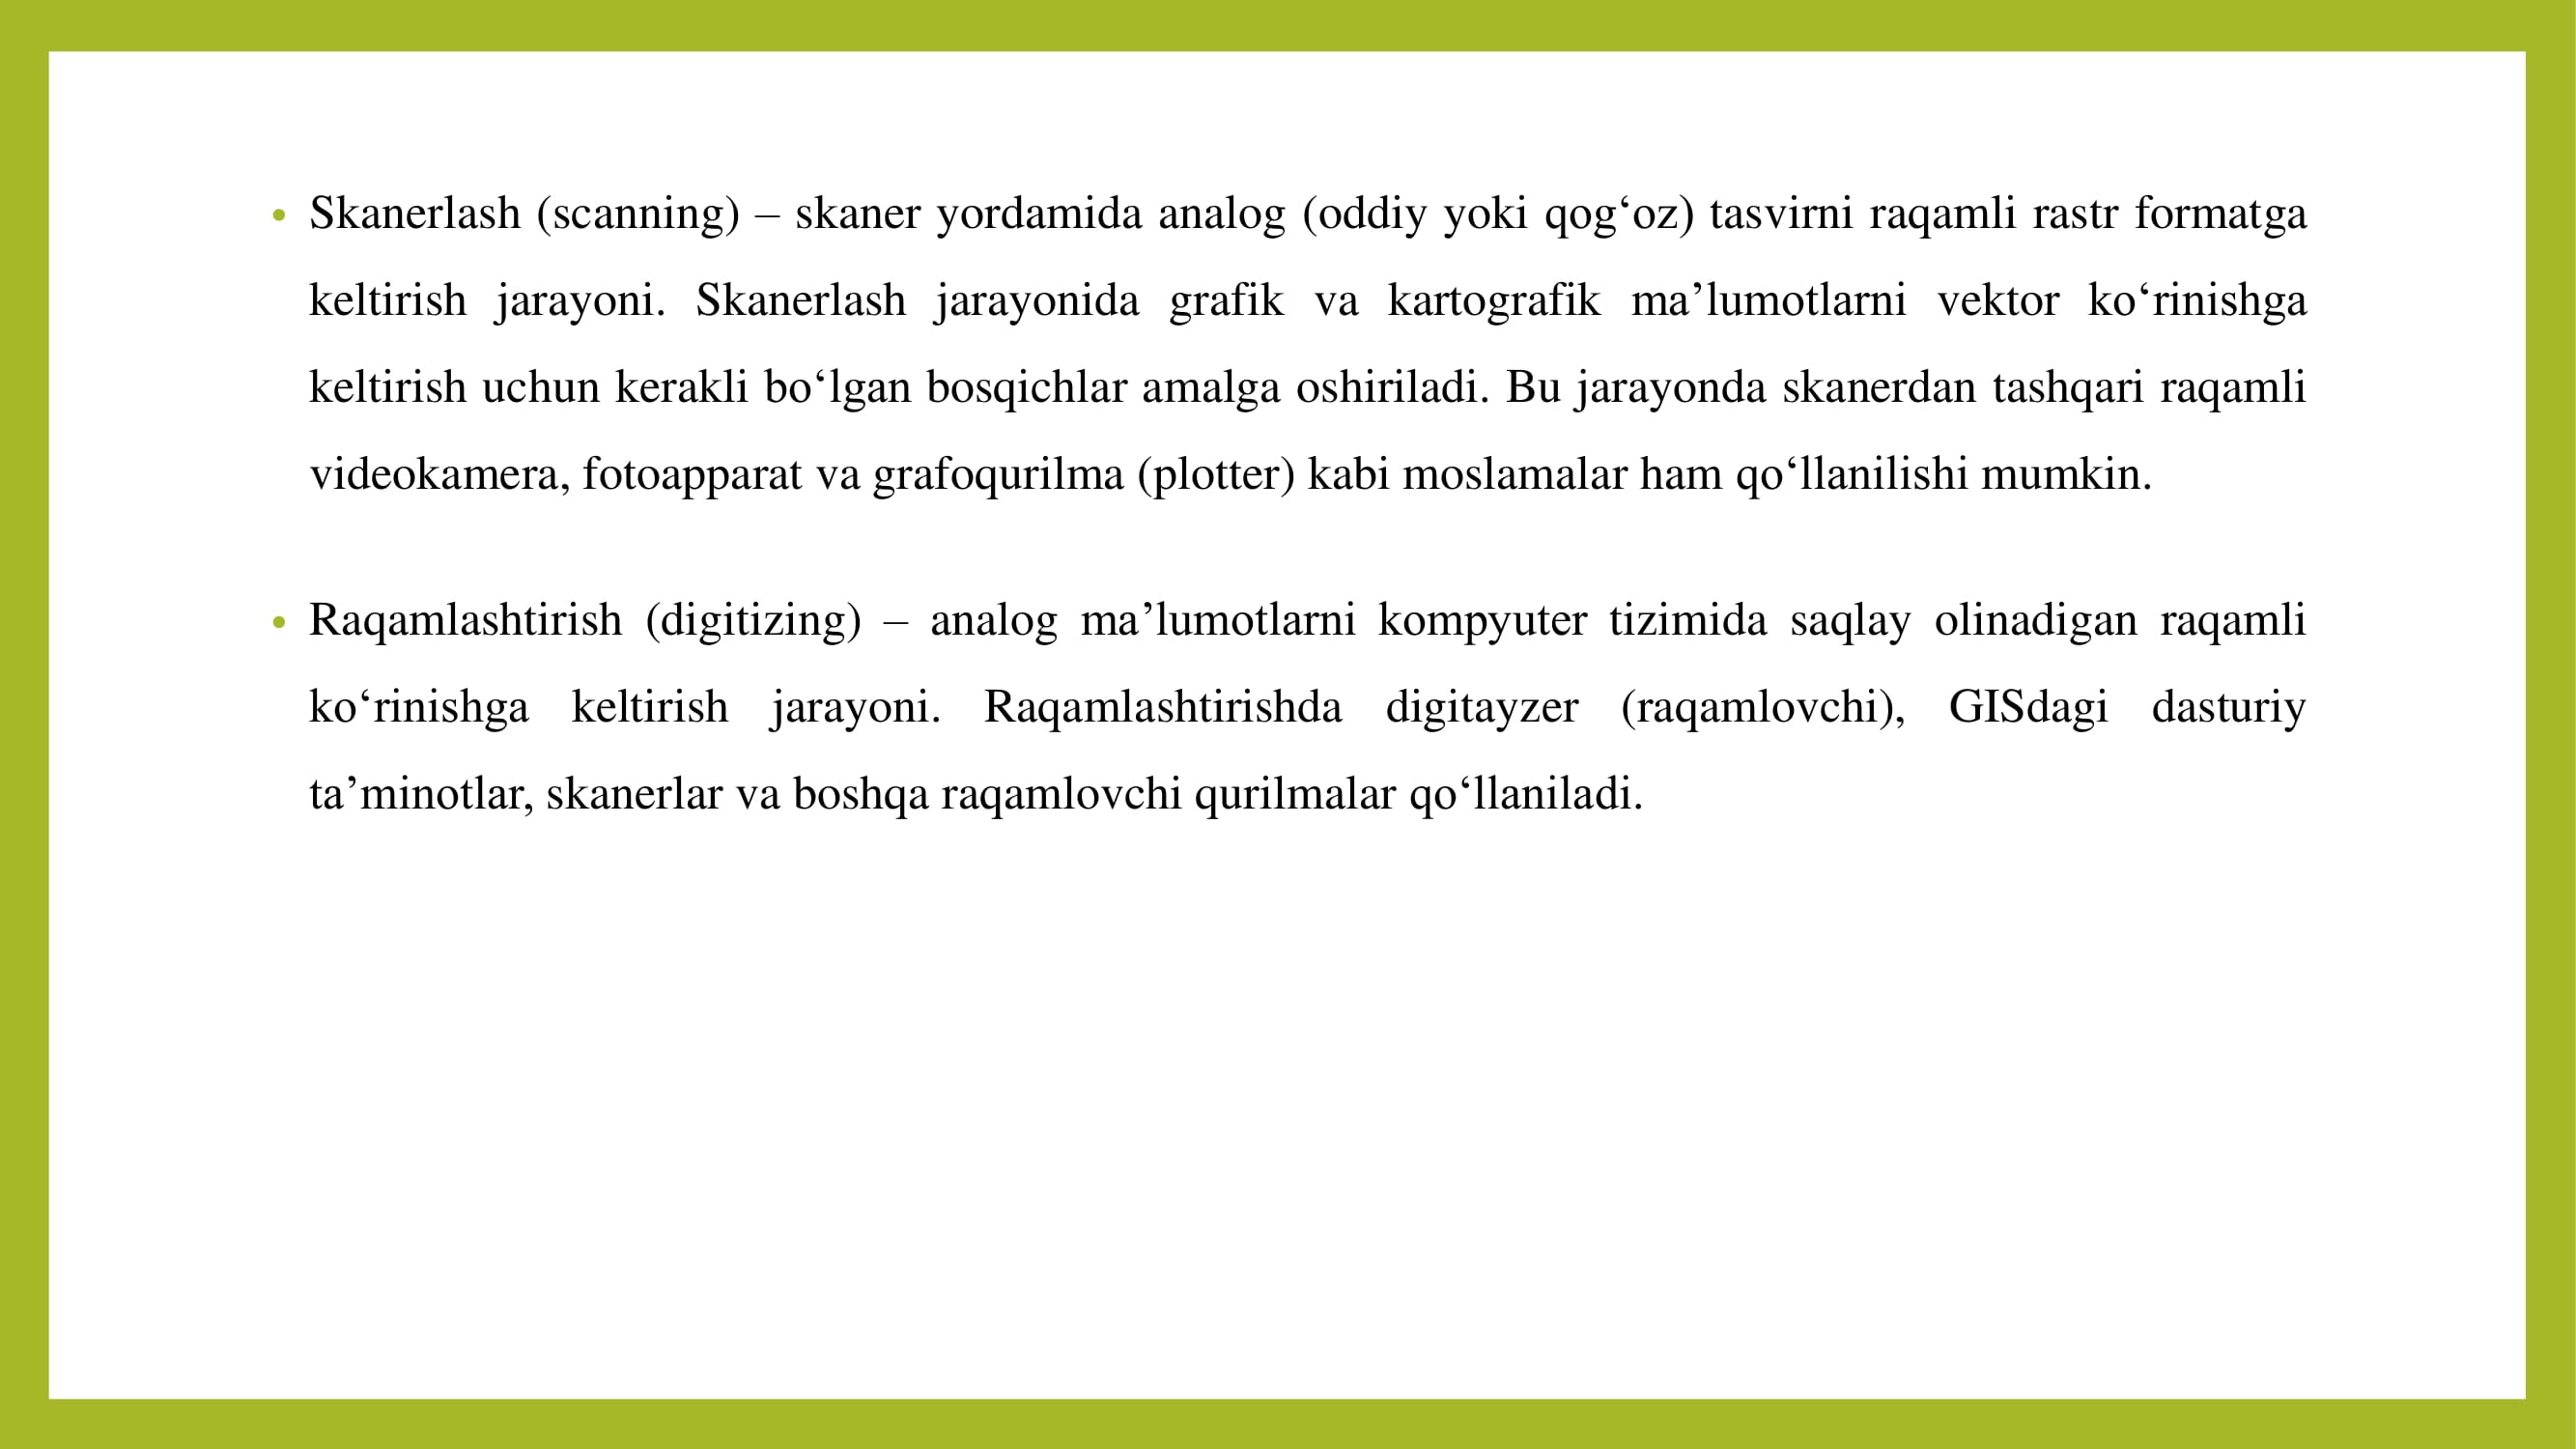 • Skanerlash (scanning) – skaner yordamida analog (oddiy yoki qog‘oz) tasvirni raqamli rastr formatga
keltirish jarayoni. Skanerlash jarayonida grafik va kartografik ma’lumotlarni vektor ko‘rinishga
keltirish uchun kerakli bo‘lgan bosqichlar amalga oshiriladi. Bu jarayonda skanerdan tashqari raqamli
videokamera, fotoapparat va grafoqurilma (plotter) kabi moslamalar ham qo‘llanilishi mumkin.
• Raqamlashtirish (digitizing) – analog ma’lumotlarni kompyuter tizimida saqlay olinadigan raqamli
ko‘rinishga keltirish jarayoni. Raqamlashtirishda digitayzer (raqamlovchi), GISdagi dasturiy
ta’minotlar, skanerlar va boshqa raqamlovchi qurilmalar qo‘llaniladi.